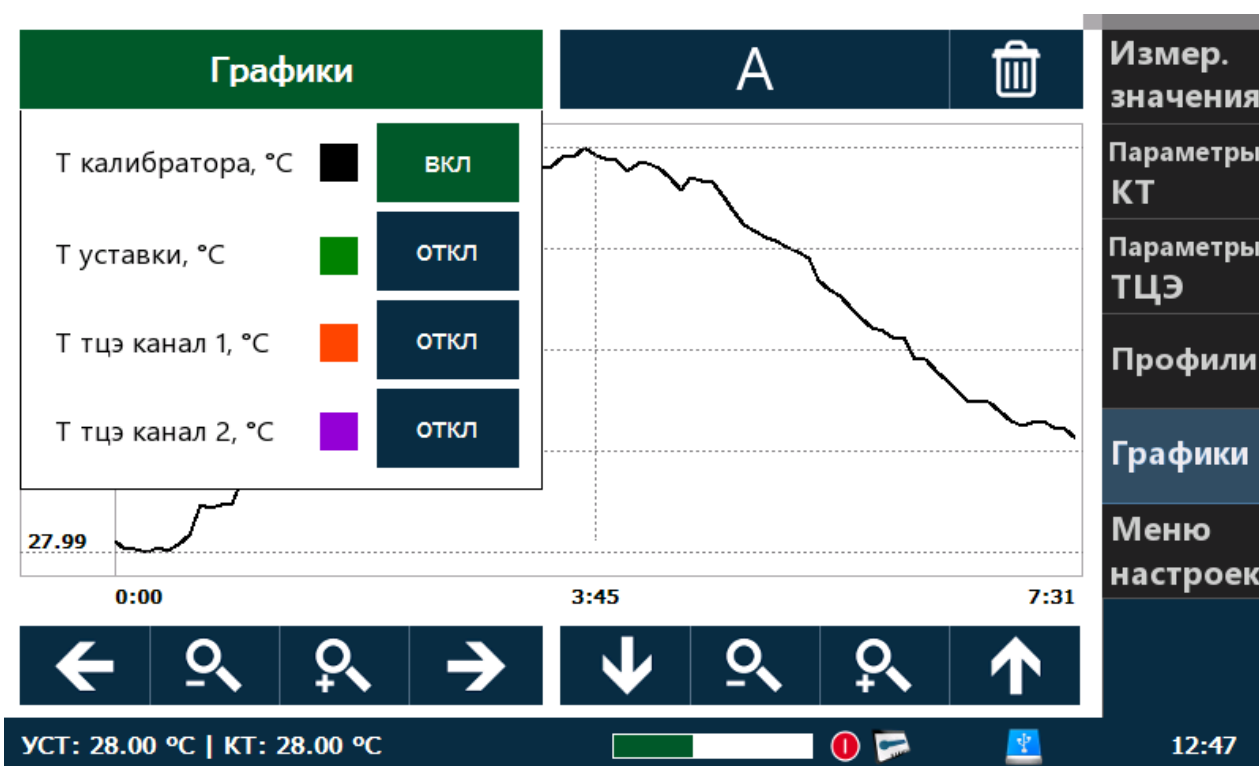 Графики
A
Т калибратора, °C
вкл
Т уставки, °C
откл
Т тцэ канал 1, °C
откл
Т тцэ канал 2, °C
откл
27.99
0:00
3:45
7:31
Измер.
значения
Параметры
КТ
Параметры
ТЦЭ
Профили
Графики
Меню
настроек
УСТ: 28.00 ºC | КТ: 28.00 ºC
12:47